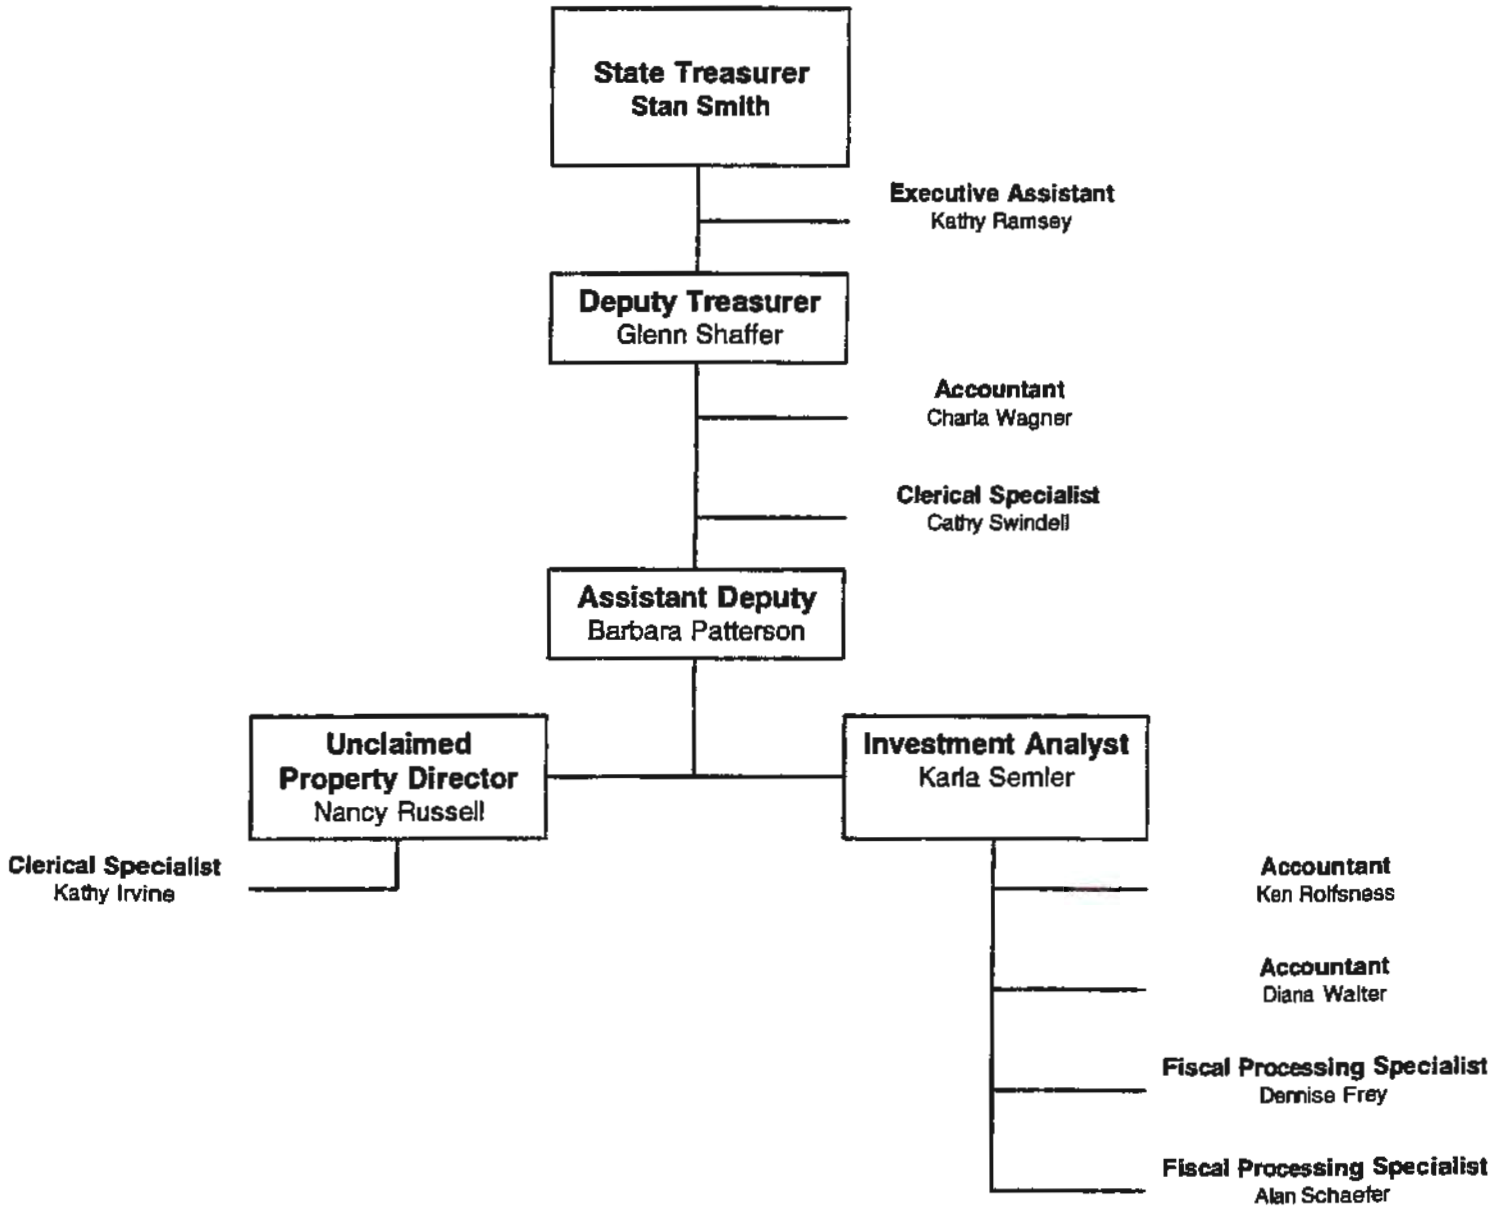 State Treasurer
Stan Smith
Executive Assistant
Kathy Ramsey
Deputy Treasurer
Glenn Shaffer
Accountant
Charla Wagner
Clerical Specialist
Cathy Swindell
Assistant Deputy
Barbara Patterson
Unclaimed
Property Director
Nancy Russell
Investment Analyst
Karla Semler
Clerical Specialist
Kathy Irvine
Accountant
Ken Rolfsness
Accountant
Diana Walter
Fiscal Processing Specialist
Dennise Frey
Fiscal Processing Specialist
Alan Schaefer